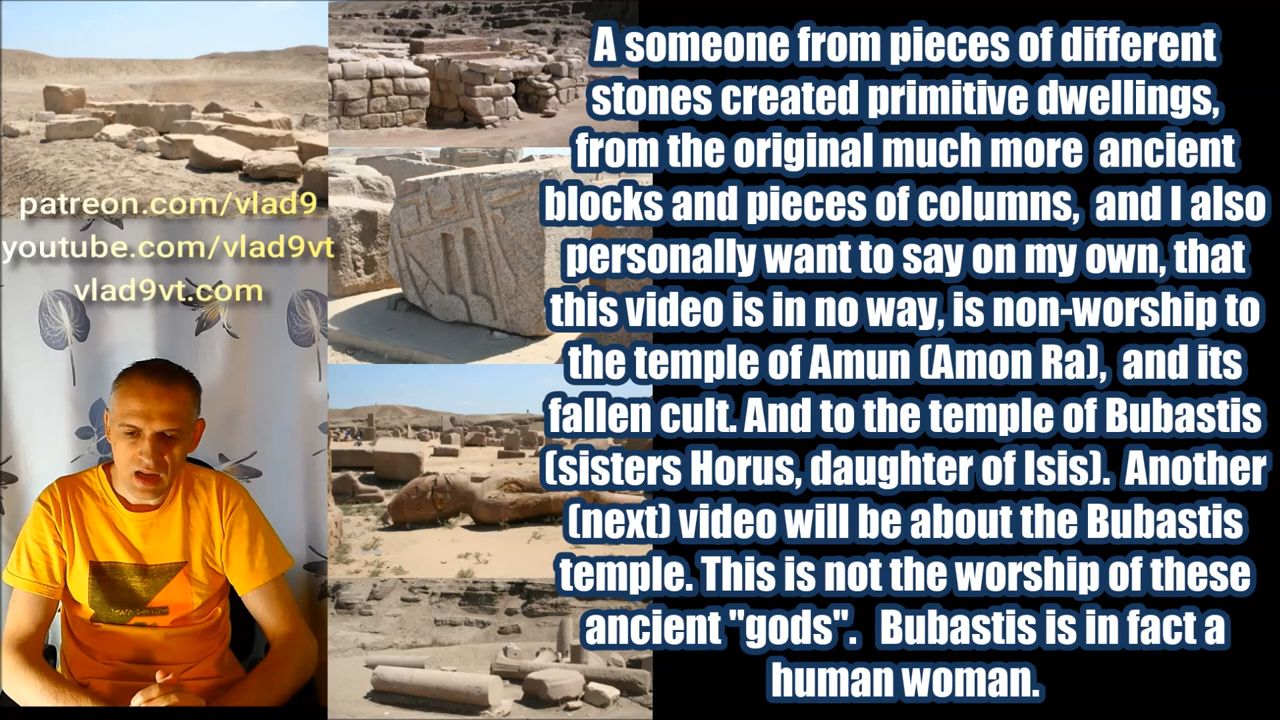 patreon.com/vlad9
youtube.com/vlad9vt
vlad9vt.com
A someone from pieces of different
stones created primitive dwellings,
from the original much more ancient
blocks and pieces of columns, and I also
personally want to say on my own, that
this video is in no way, is non-worship to
the temple of Amun (Amon Ra), and its
fallen cult. And to the temple of Bubastis
(sisters Horus, daughter of Isis). Another
(next) video will be about the Bubastis
temple. This is not the worship of these
ancient "gods". Bubastis is in fact a
human woman.